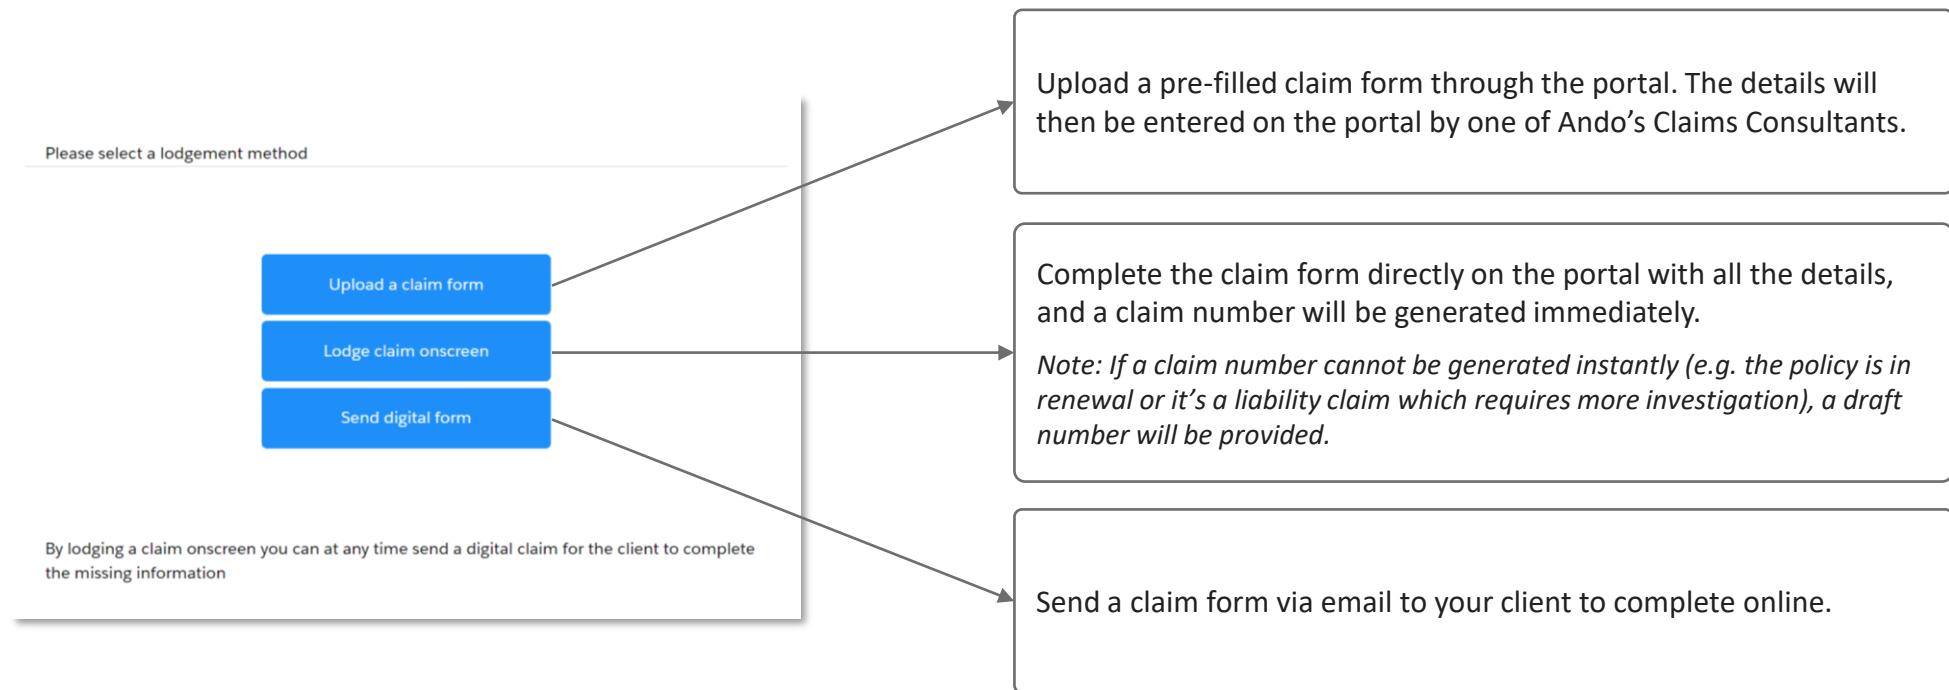 Please select a lodgement method
Upload a claim form
Lodge claim onscreen
Send digital form
By lodging a claim onscreen you can at any time send a digital claim for the client to complete
the missing information
Upload a pre-filled claim form through the portal. The details will
then be entered on the portal by one of Ando’s Claims Consultants.
Complete the claim form directly on the portal with all the details,
and a claim number will be generated immediately.
Note: If a claim number cannot be generated instantly (e.g. the policy is in
renewal or it’s a liability claim which requires more investigation), a draft
number will be provided.
Send a claim form via email to your client to complete online.